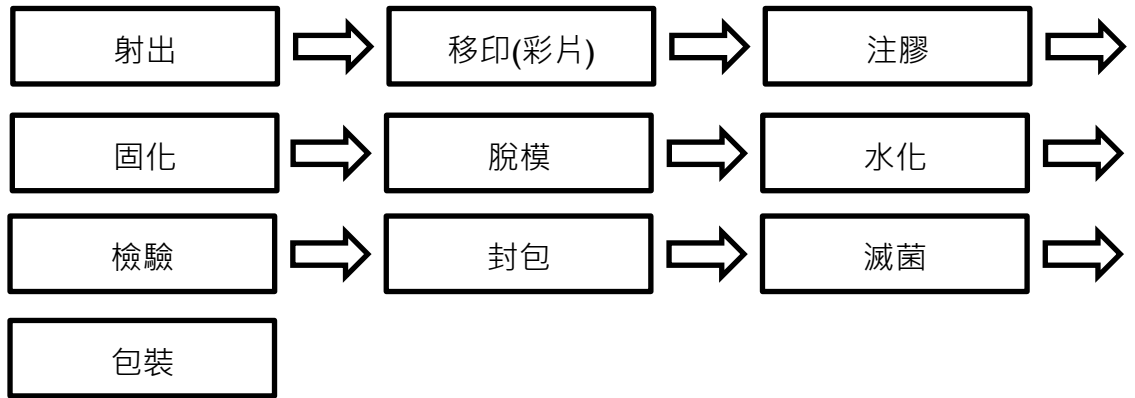 射出 移印(彩片) 注膠
固化 脫模 水化
檢驗 封包 滅菌
包裝